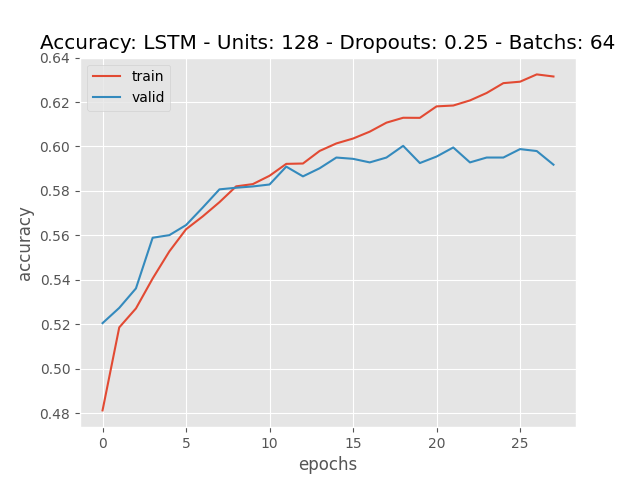 Accuracy: LSTM - Units: 128 - Dropouts: 0.25 - Batchs: 64
train
valid
0.64
0.62
0.60
0.58
0.56
0.54
0.52
0.50
0.48
accuracy
0 5 10 15 20 25
epochs